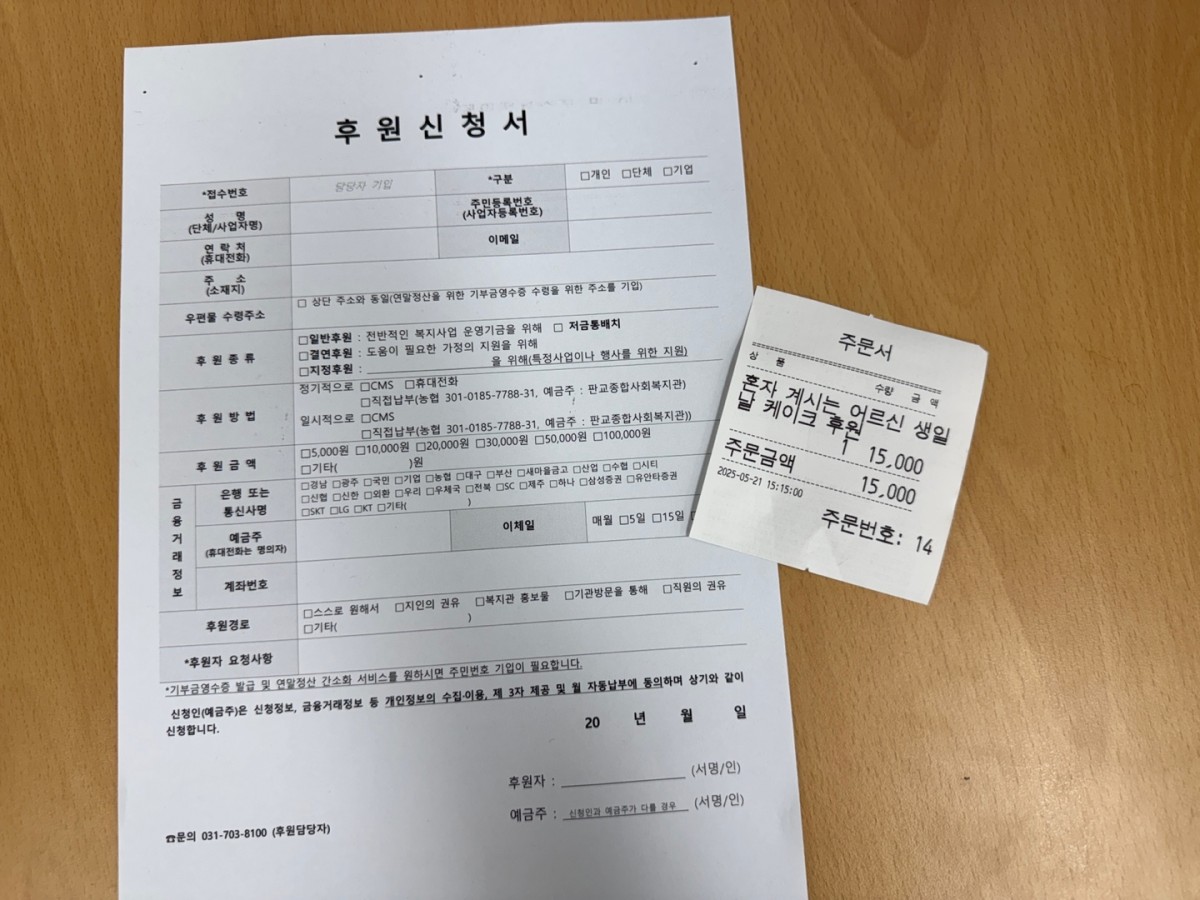 후 원 신 청 서
*접수번호 담당자 기입 *구분 □개인 □단체 □기업
성 명
(단체/사업자명)
주민등록번호
(사업자등록번호)
연 락 처
(휴대전화)
이메일
주 소
(소재지)
우편물 수령주소 □ 상단 주소와 동일(연말정산을 위한 기부금영수증 수령을 위한 주소를 기입)
후 원 종 류
□일반후원 : 전반적인 복지사업 운영기금을 위해 □ 저금통배치
□결연후원 : 도움이 필요한 가정의 지원을 위해
□지정후원 : 을 위해(특정사업이나 행사를 위한 지원)
후 원 방 법
정기적으로 □CMS □휴대전화
□직접납부(농협 301-0185-7788-31, 예금주 : 판교종합사회복지관)
일시적으로 □CMS
□직접납부(농협 301-0185-7788-31, 예금주 : 판교종합사회복지관))
후 원 금 액
□5,000원 □10,000원 □20,000원 □30,000원 □50,000원 □100,000원
□기타( )원
금융거래정보
은행 또는
통신사명
□경남 □광주 □국민 □기업 □농협 □대구 □부산 □새마을금고 □산업 □수협 □시티
□신협 □신한 □외환 □우리 □우체국 □전북 □SC □제주 □하나 □삼성증권 □유안타증권
□SKT □LG □KT □기타( )
예금주
(휴대전화는 명의자)
이체일 매월 □5일 □15일
계좌번호
후원경로
□스스로 원해서 □지인의 권유 □복지관 홍보물 □기관방문을 통해 □직원의 권유
□기타( )
*후원자 요청사항
*기부금영수증 발급 및 연말정산 간소화 서비스를 원하시면 주민번호 기입이 필요합니다.
신청인(예금주)은 신청정보, 금융거래정보 등 개인정보의 수집·이용, 제 3자 제공 및 월 자동납부에 동의하며 상기와 같이
신청합니다.
20 년 월 일
후원자 : (서명/인)
예금주 : 신청인과 예금주가 다를 경우 (서명/인)
☎문의 031-703-8100 (후원담당자)
주문서
상 품 수량 금 액
혼자 계시는 어르신 생일
날 케이크 후원
1 15,000
주문금액 15,000
2025-05-21 15:15:00
주문번호: 14